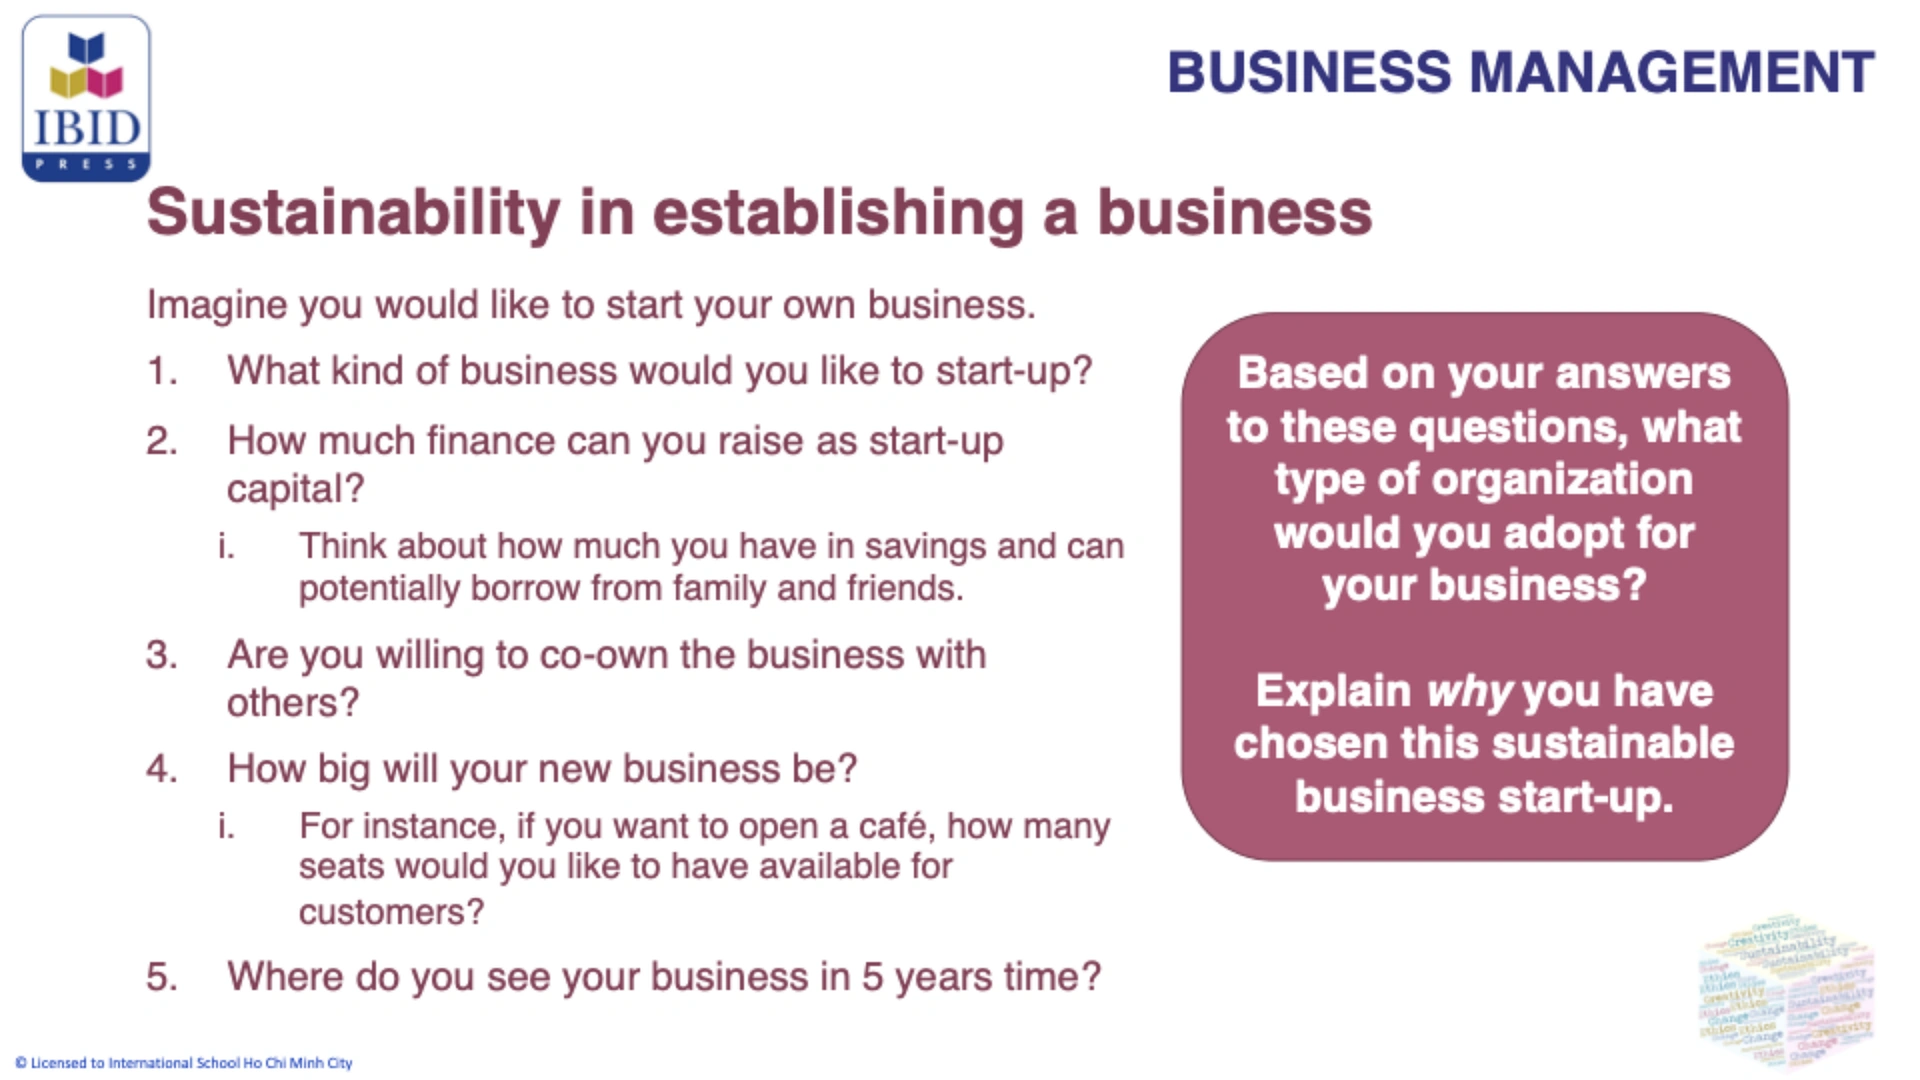 IBID
PRESS
BUSINESS MANAGEMENT
Sustainability in establishing a business
Imagine you would like to start your own business.
1. What kind of business would you like to start-up?
2. How much finance can you raise as start-up
capital?
i. Think about how much you have in savings and can
potentially borrow from family and friends.
3. Are you willing to co-own the business with
others?
4. How big will your new business be?
i. For instance, if you want to open a café, how many
seats would you like to have available for
customers?
5. Where do you see your business in 5 years time?
Based on your answers
to these questions, what
type of organization
would you adopt for
your business?
Explain why you have
chosen this sustainable
business start-up.
Creativity
Sustainability
Ethics
Change
© Licensed to International School Ho Chi Minh City